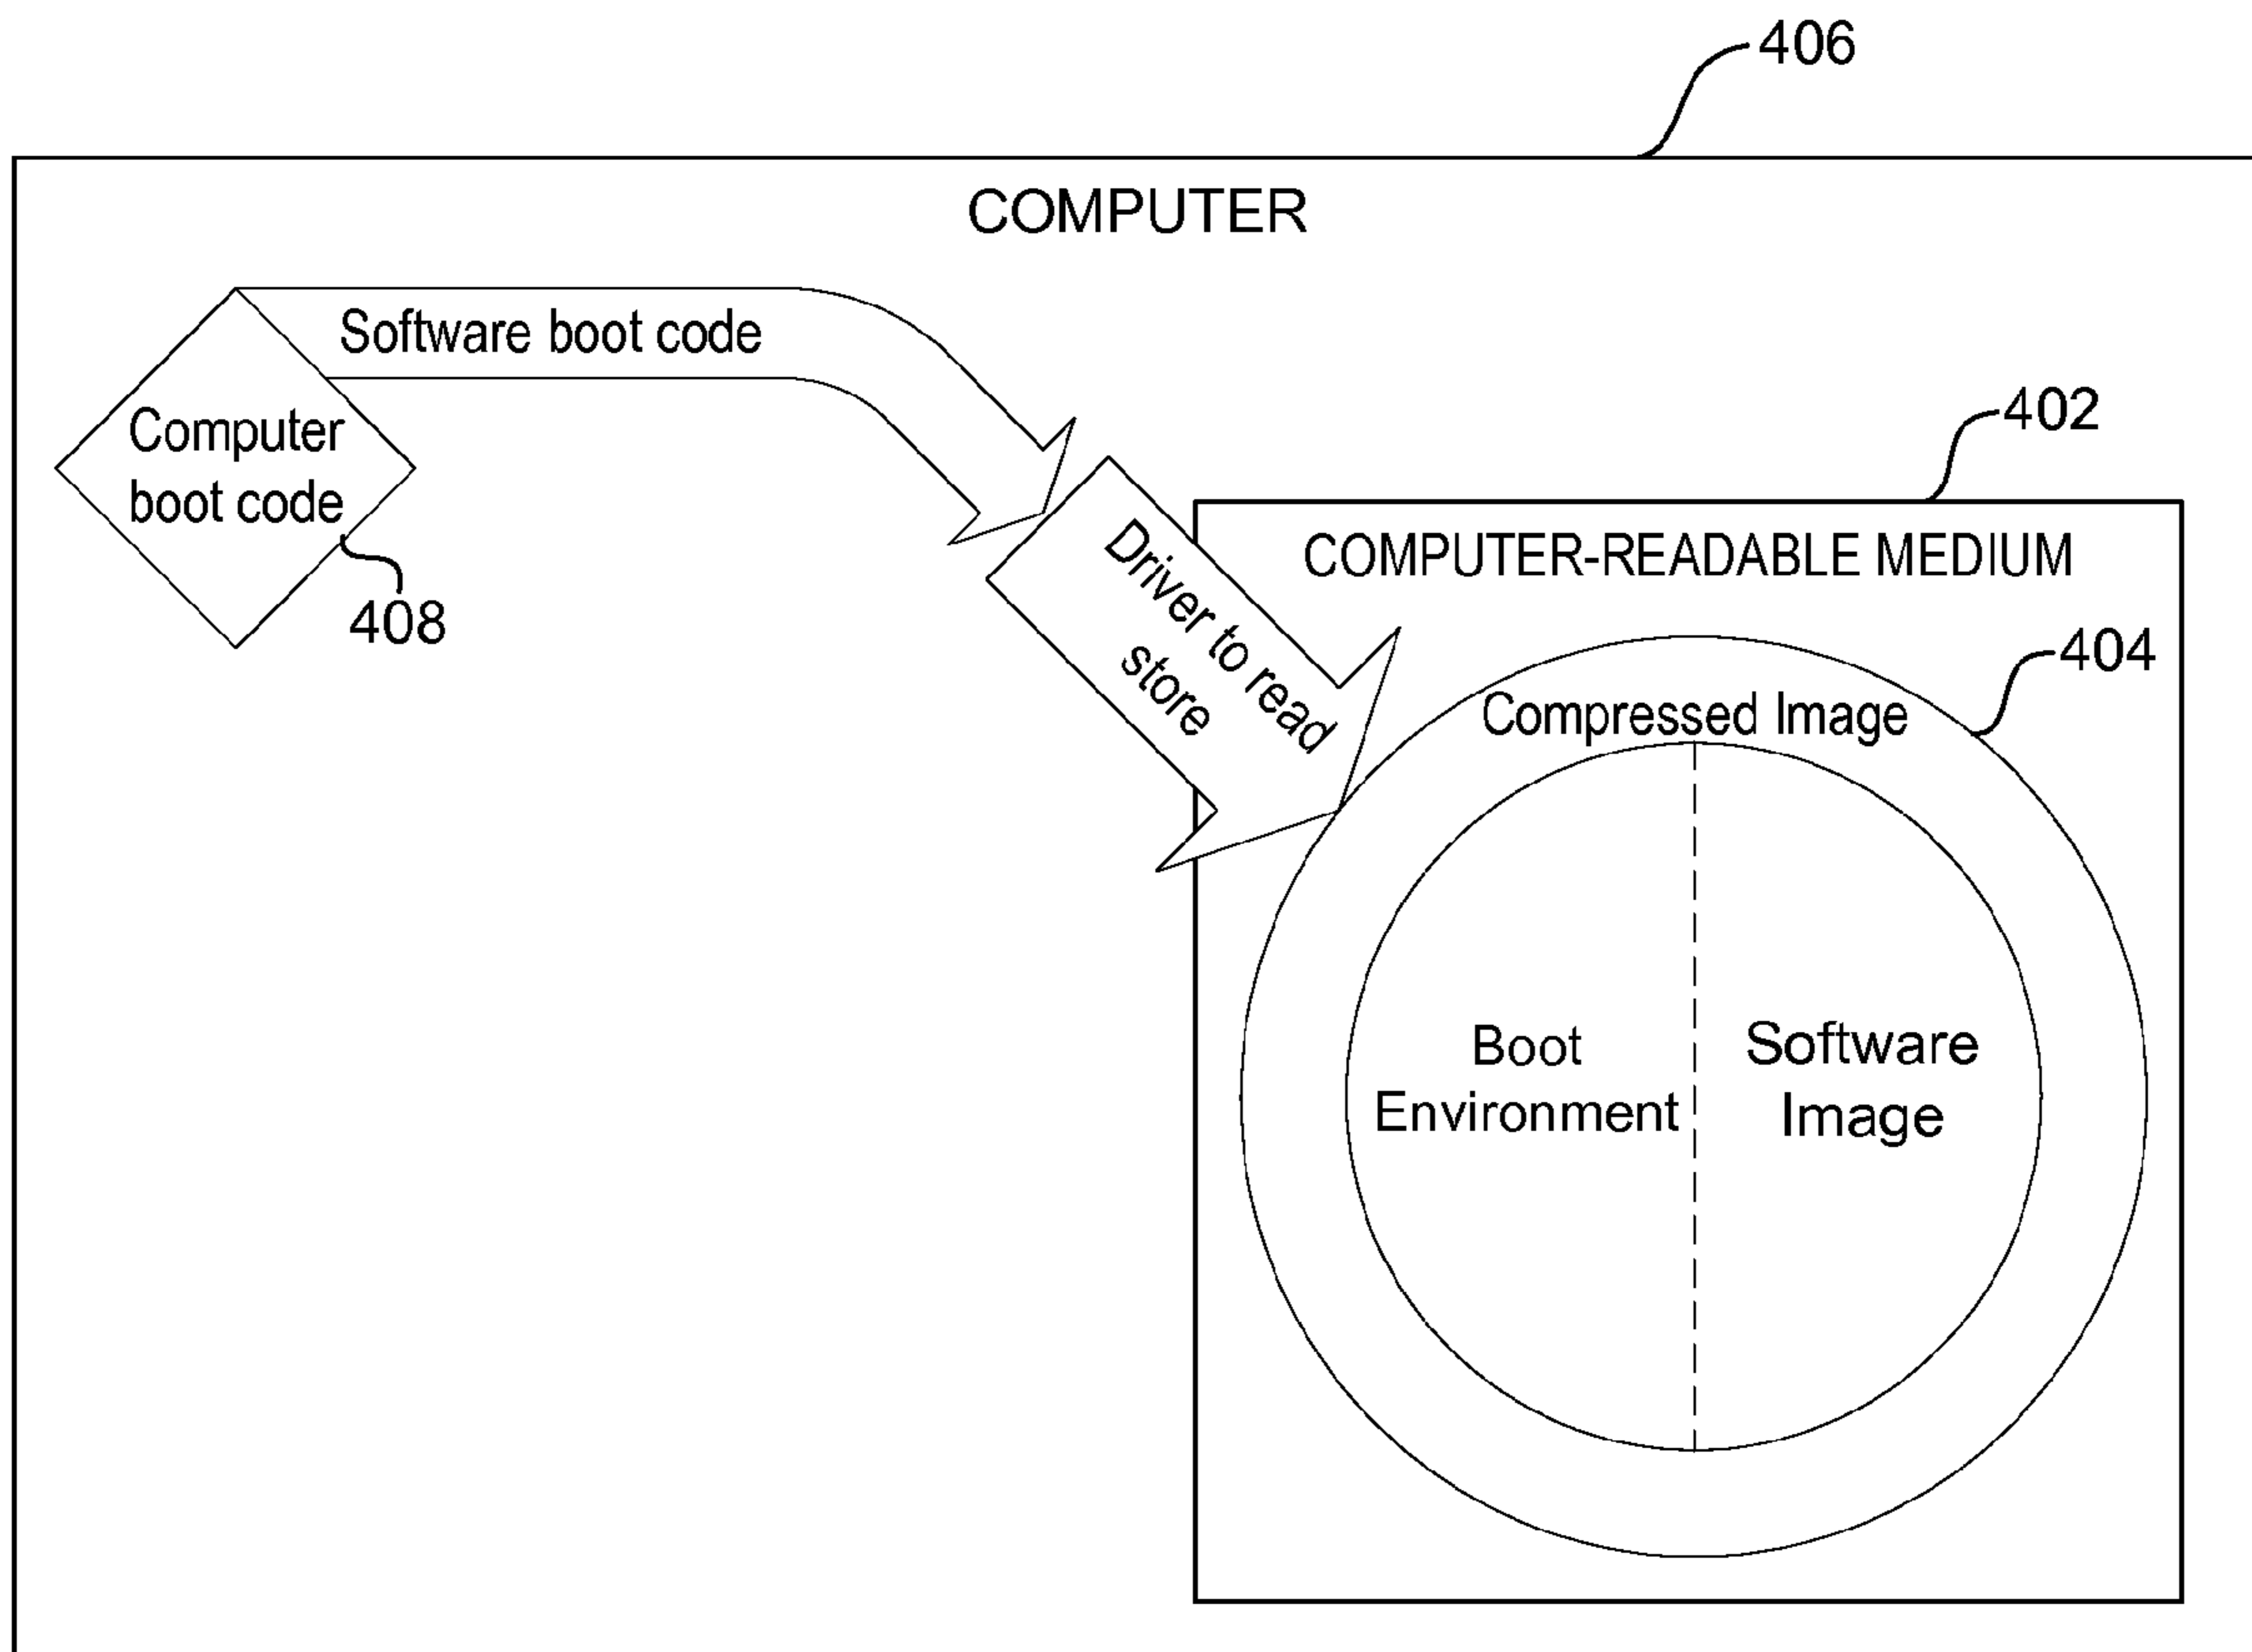 406
COMPUTER
Software boot code
Computer
boot code
408
402
COMPUTER-READABLE MEDIUM
Driver to read
store
404
Compressed Image
Boot
Environment
Software
Image